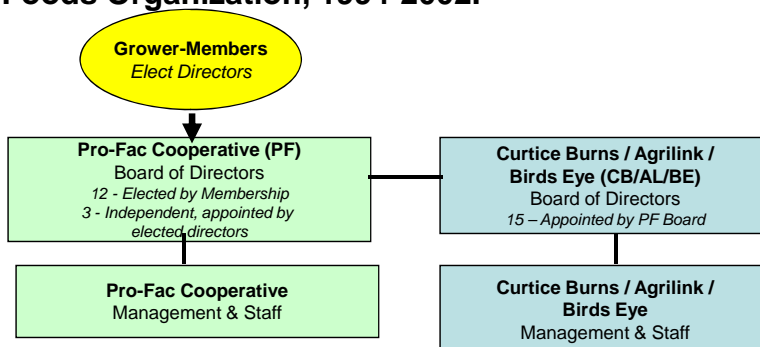 Foods Organization, 1994-2002.
Grower-Members
Elect Directors
Pro-Fac Cooperative (PF)
Board of Directors
12 - Elected by Membership
3 - Independent, appointed by
elected directors
Curtice Burns / Agrilink /
Birds Eye (CB/AL/BE)
Board of Directors
15 – Appointed by PF Board
Pro-Fac Cooperative
Management & Staff
Curtice Burns / Agrilink /
Birds Eye
Management & Staff